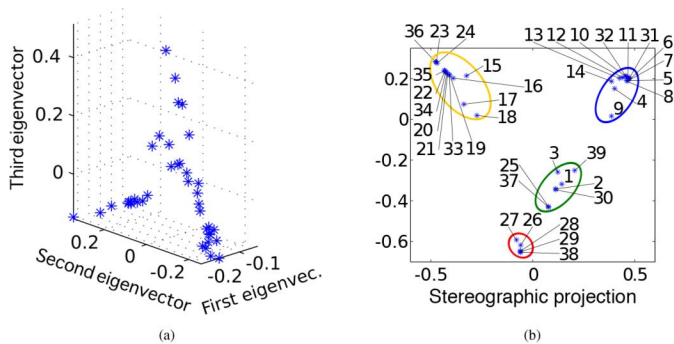 (a)
0.4
0.2
0
Third eigenvector
0.2
0
-0.2
Second eigenvector
-0.2
-0.1
First eigenvec.
36 23 24
35
22
34
20
21 33 19
15
16
17
18
13 12 10 32 11 31
6
7
5
8
14
9 4
3 39
25 1
37 2
30
27 26 28
29
38
0.2
0
-0.2
-0.4
-0.6
-0.5 0 0.5
Stereographic projection
(a)
(b)